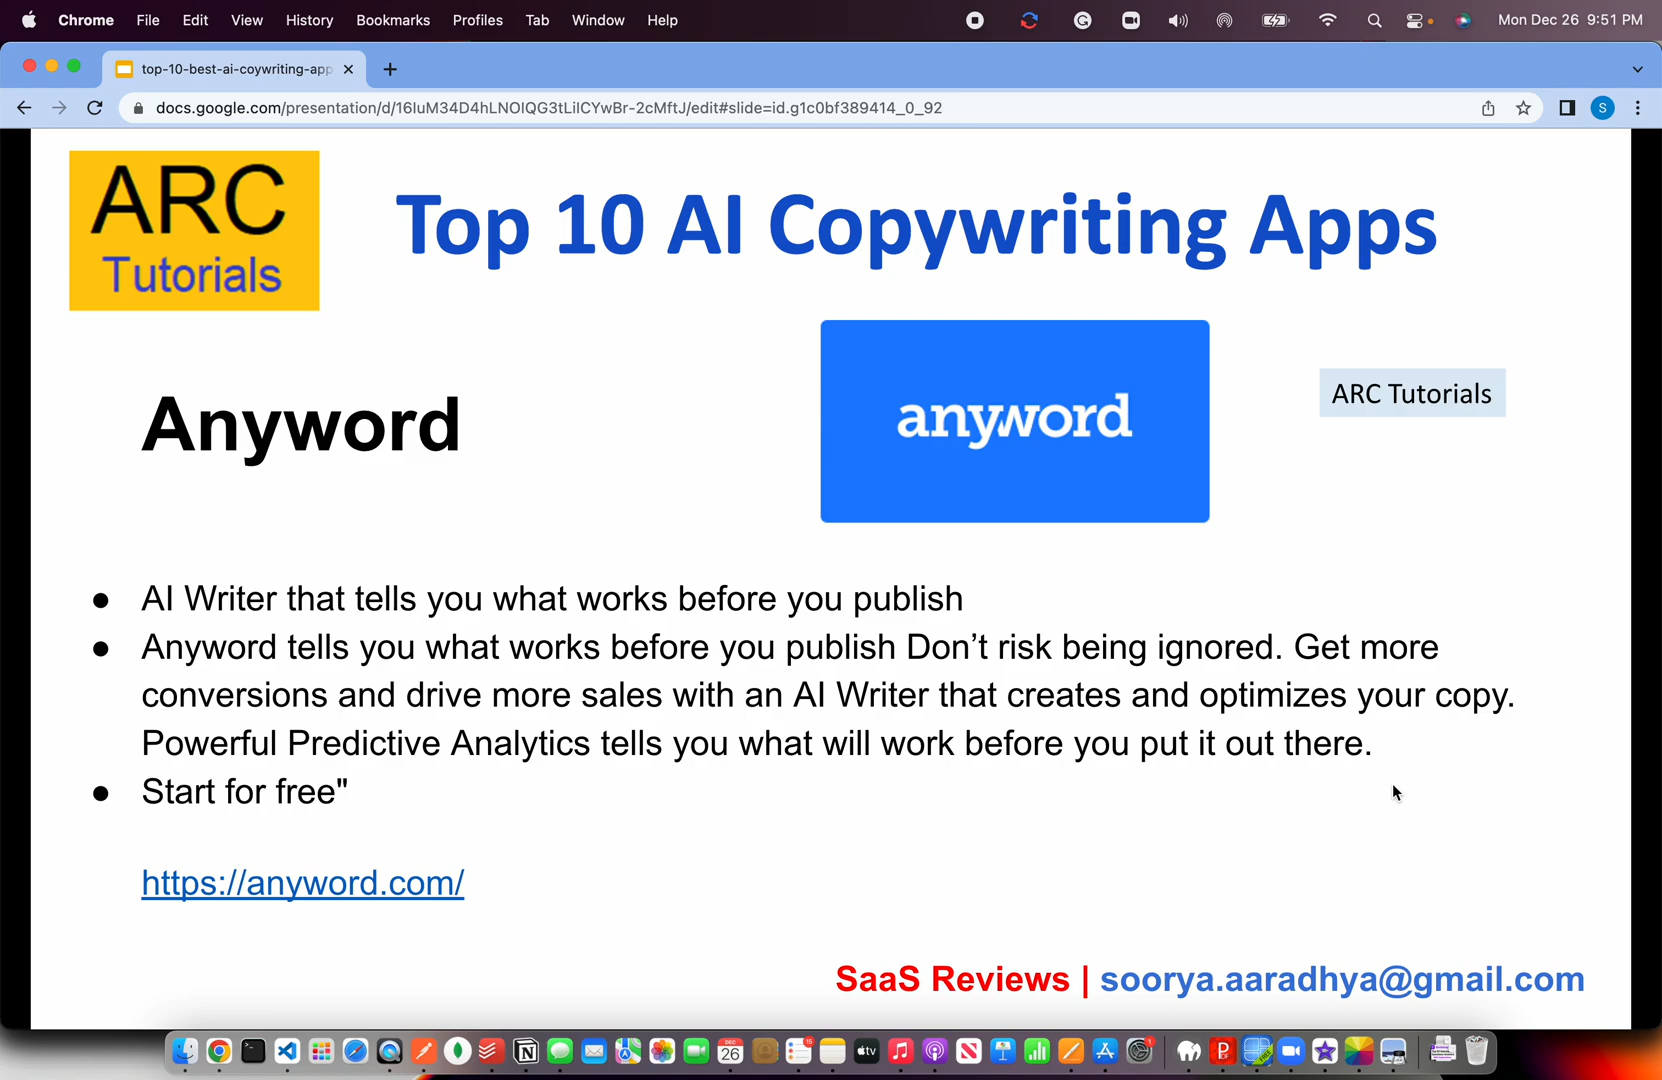 Chrome File Edit View History Bookmarks Profiles Tab Window Help Mon Dec 26 9:51 PM
top-10-best-ai-coywriting-app
docs.google.com/presentation/d/16IuM34D4hLNOIQG3tLiICYwBr-2cMftJ/edit#slide=id.g1c0bf389414_0_92
S
ARC
Tutorials
Top 10 AI Copywriting Apps
Anyword
anyword
ARC Tutorials
● AI Writer that tells you what works before you publish
● Anyword tells you what works before you publish Don’t risk being ignored. Get more
conversions and drive more sales with an AI Writer that creates and optimizes your copy.
Powerful Predictive Analytics tells you what will work before you put it out there.
● Start for free"
https://anyword.com/
SaaS Reviews | soorya.aaradhya@gmail.com
DEC
26
tv